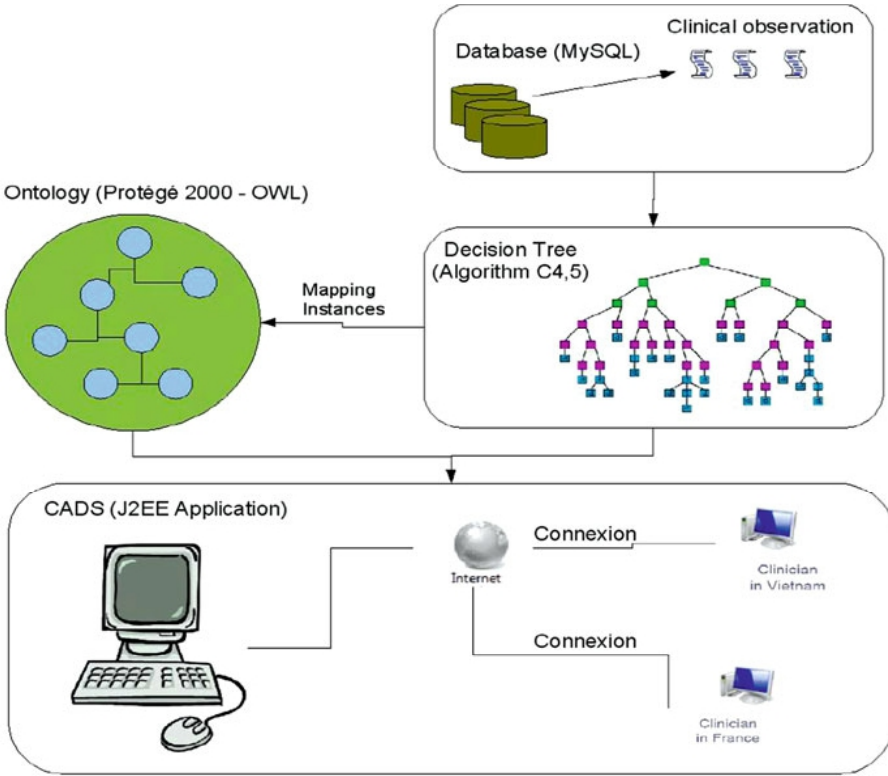 Clinical observation
Database (MySQL)
Ontology (Protégé 2000 - OWL)
Decision Tree
(Algorithm C4,5)
Mapping
Instances
CADS (J2EE Application)
Connexion
Internet
Clinician
in Vietnam
Connexion
Clinician
in France